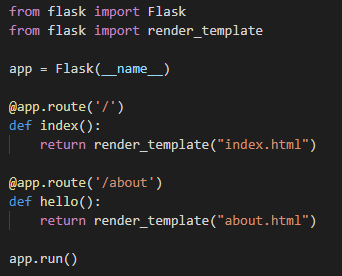 from flask import Flask
from flask import render_template
app = Flask(__name__)
@app.route('/')
def index():
    return render_template("index.html")
@app.route('/about')
def hello():
    return render_template("about.html")
app.run()